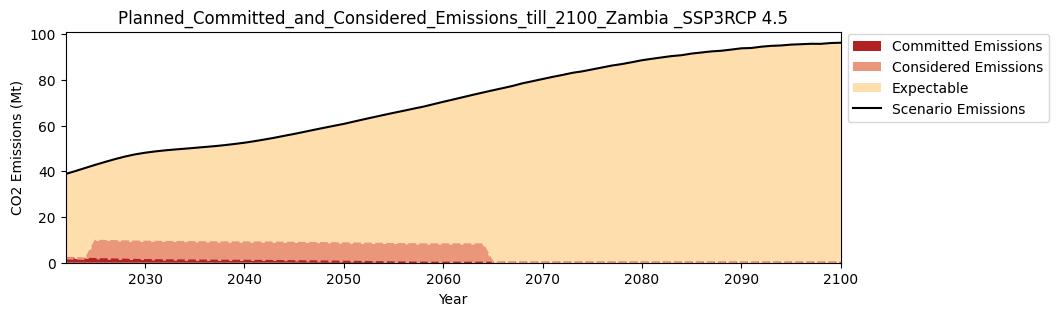 Planned_Committed_and_Considered_Emissions_till_2100_Zambia _SSP3RCP 4.5
CO2 Emissions (Mt)
100
80
60
40
20
0
2030 2040 2050 2060 2070 2080 2090 2100
Year
Committed Emissions
Considered Emissions
Expectable
Scenario Emissions